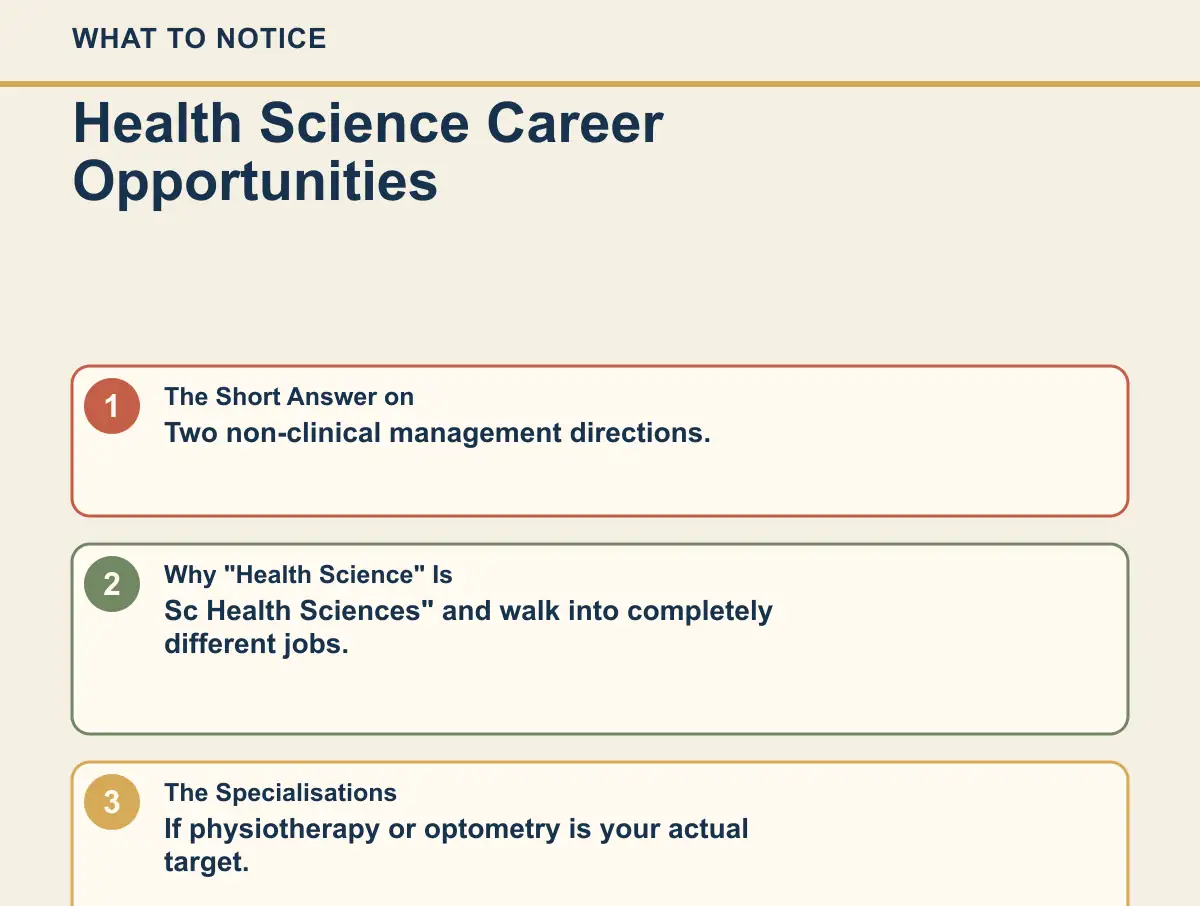 WHAT TO NOTICE
Health Science Career
Opportunities
1
The Short Answer on
Two non-clinical management directions.
2
Why "Health Science" Is
Sc Health Sciences" and walk into completely
different jobs.
3
The Specialisations
If physiotherapy or optometry is your actual
target.